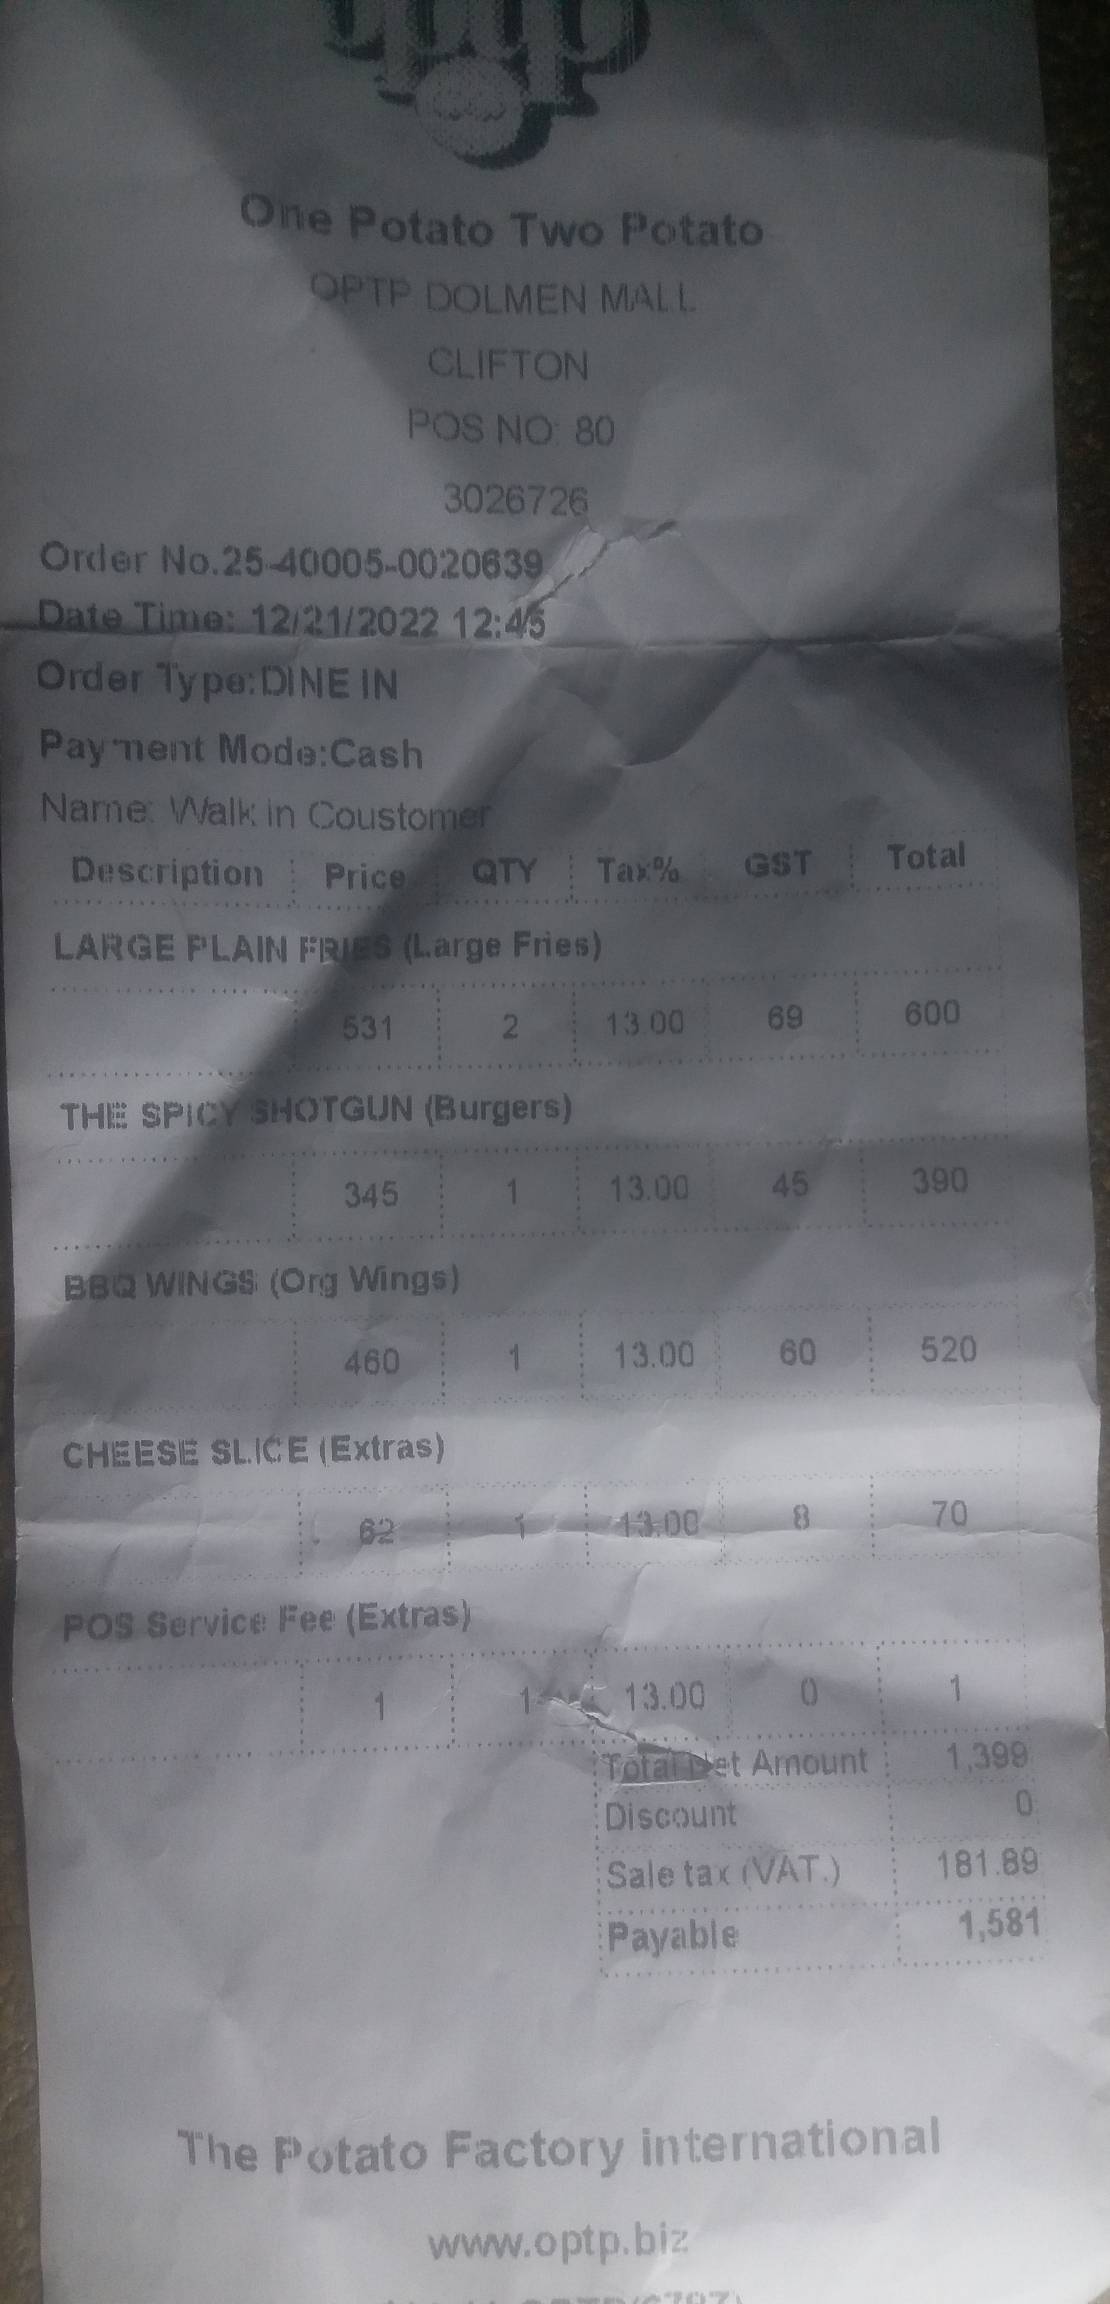 optp
One Potato Two Potato
OPTP DOLMEN MALL
CLIFTON
POS NO: 80
3026726
Order No.25-40005-0020639
Date Time: 12/21/2022 12:45
Order Type:DINE IN
Payment Mode:Cash
Name: Walk in Coustomer
Description Price QTY Tax% GST Total
LARGE PLAIN FRIES (Large Fries)
531 2 13.00 69 600
THE SPICY SHOTGUN (Burgers)
345 1 13.00 45 390
BBQ WINGS (Org Wings)
460 1 13.00 60 520
CHEESE SLICE (Extras)
62 1 13.00 8 70
POS Service Fee (Extras)
1 1 13.00 0 1
Total Net Amount 1,399
Discount 0
Sale tax (VAT.) 181.89
Payable 1,581
The Potato Factory international
www.optp.biz